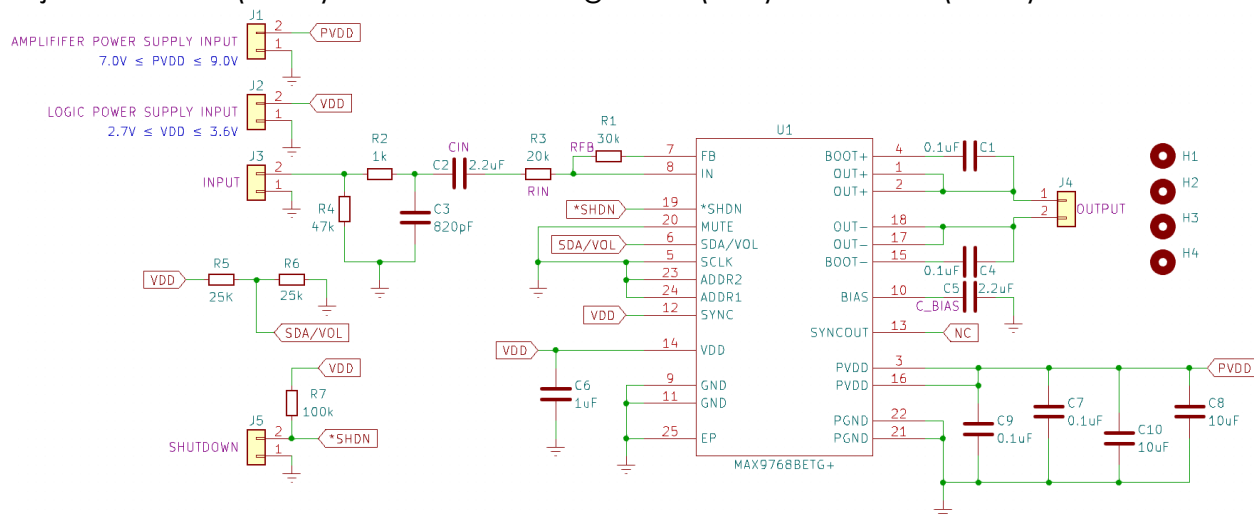 J1
2
1
PVDD
AMPLIFIFER POWER SUPPLY INPUT
7.0V ≤ PVDD ≤ 9.0V
J2
2
1
VDD
LOGIC POWER SUPPLY INPUT
2.7V ≤ VDD ≤ 3.6V
J3
2
1
INPUT
R2
1k
R4
47k
C3
820pF
CIN
C2
2.2uF
R3
20k
RIN
R1
30k
RFB
VDD
R5
25K
R6
25k
SDA/VOL
VDD
R7
100k
J5
2
1
*SHDN
SHUTDOWN
U1
7 FB
8 IN
*SHDN 19 *SHDN
20 MUTE
SDA/VOL 6 SDA/VOL
5 SCLK
23 ADDR2
24 ADDR1
VDD 12 SYNC
VDD 14 VDD
C6
1uF
9 GND
11 GND
25 EP
MAX9768BETG+
BOOT+ 4
OUT+ 1
OUT+ 2
OUT- 18
OUT- 17
BOOT- 15
BIAS 10
SYNCOUT 13 NC
PVDD 3 PVDD
PVDD 16
PGND 22
PGND 21
0.1uF C1
0.1uF C4
C5 2.2uF
C_BIAS
J4
1
2
OUTPUT
H1
H2
H3
H4
C9
0.1uF
C7
0.1uF
C10
10uF
C8
10uF